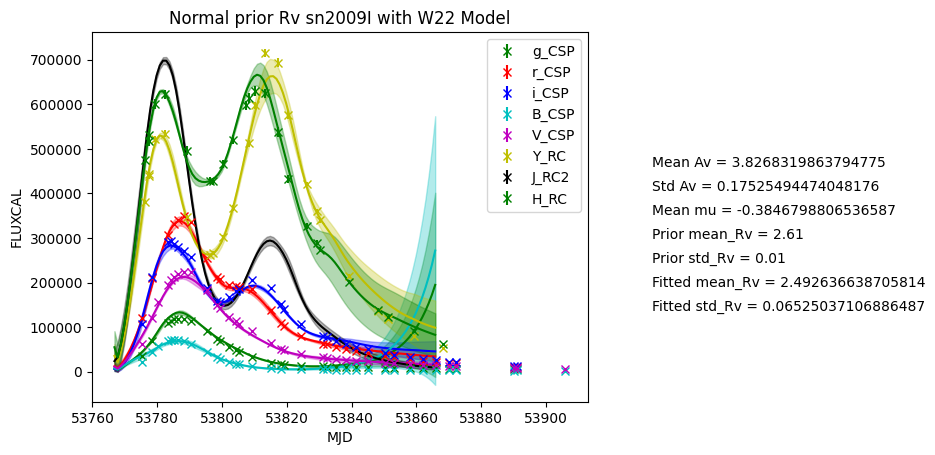 Normal prior Rv sn2009I with W22 Model
FLUXCAL
700000
600000
500000
400000
300000
200000
100000
0
53760 53780 53800 53820 53840 53860 53880 53900
MJD
g_CSP
r_CSP
i_CSP
B_CSP
V_CSP
Y_RC
J_RC2
H_RC
Mean Av = 3.8268319863794775
Std Av = 0.17525494474048176
Mean mu = -0.3846798806536587
Prior mean_Rv = 2.61
Prior std_Rv = 0.01
Fitted mean_Rv = 2.492636638705814
Fitted std_Rv = 0.06525037106886487